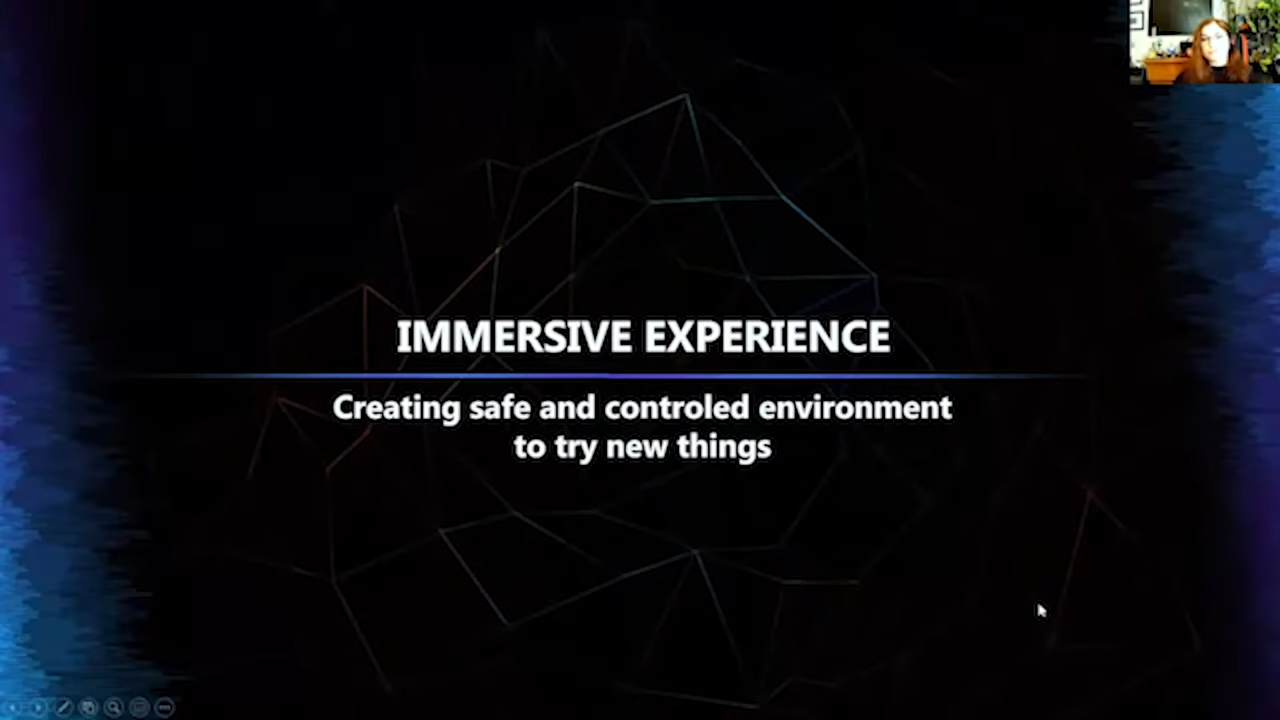 IMMERSIVE EXPERIENCE
Creating safe and controled environment
to try new things